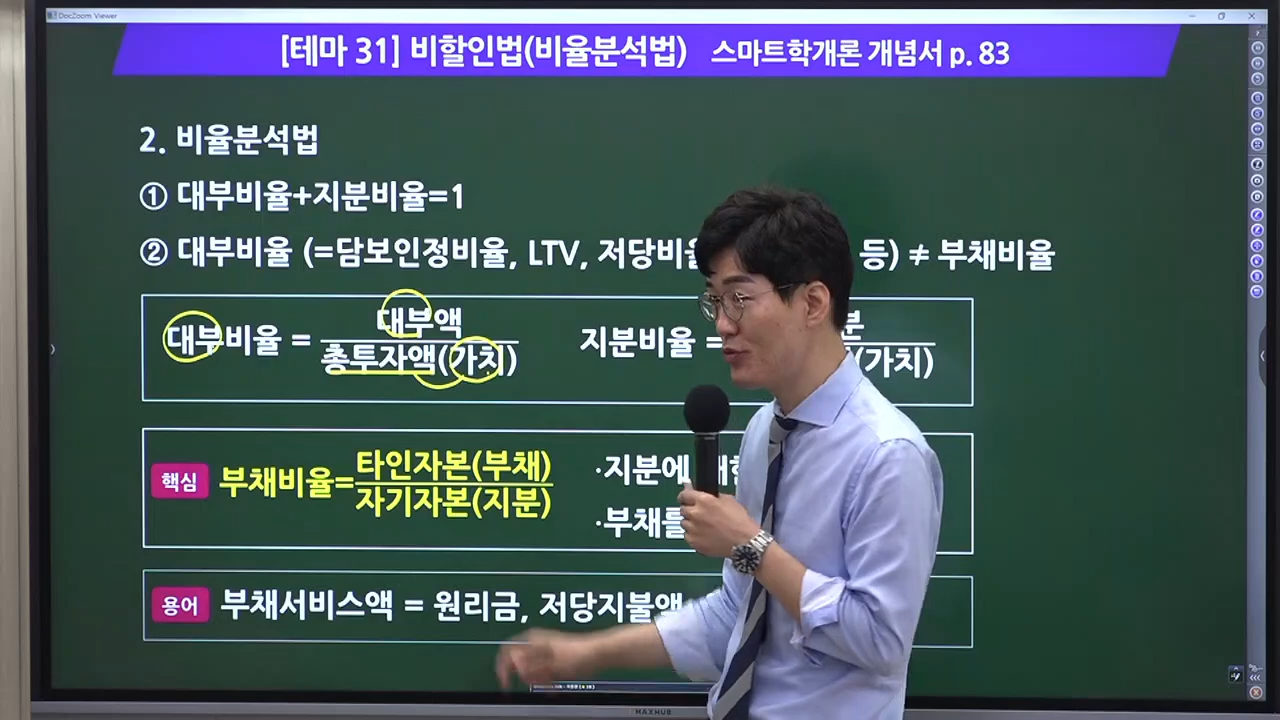 DocZoom Viewer
[테마 31] 비할인법(비율분석법) 스마트학개론 개념서 p. 83
2. 비율분석법
① 대부비율+지분비율=1
② 대부비율 (=담보인정비율, LTV, 저당비율 등) ≠ 부채비율
대부비율 = 대부액
총투자액(가치)
지분비율 = 분
(가치)
핵심 부채비율= 타인자본(부채)
자기자본(지분)
·지분에
·부채를
용어 부채서비스액 = 원리금, 저당지불액
MAXHUB